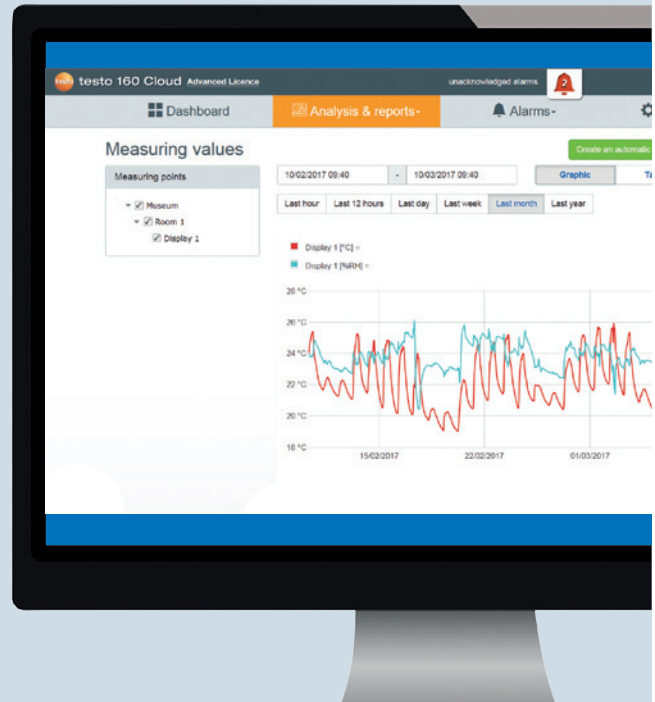 testo
testo 160 Cloud Advanced Licence
unacknowledged alarms
2
Dashboard
Analysis & reports
Alarms
Measuring values
Create an automatic
Measuring points
Museum
Room 1
Display 1
10/02/2017 09:40 - 10/03/2017 09:40
Graphic
Ta
Last hour
Last 12 hours
Last day
Last week
Last month
Last year
Display 1 [°C] =
Display 1 [%RH] =
28 °C
26 °C
24 °C
22 °C
20 °C
18 °C
15/02/2017
22/02/2017
01/03/2017